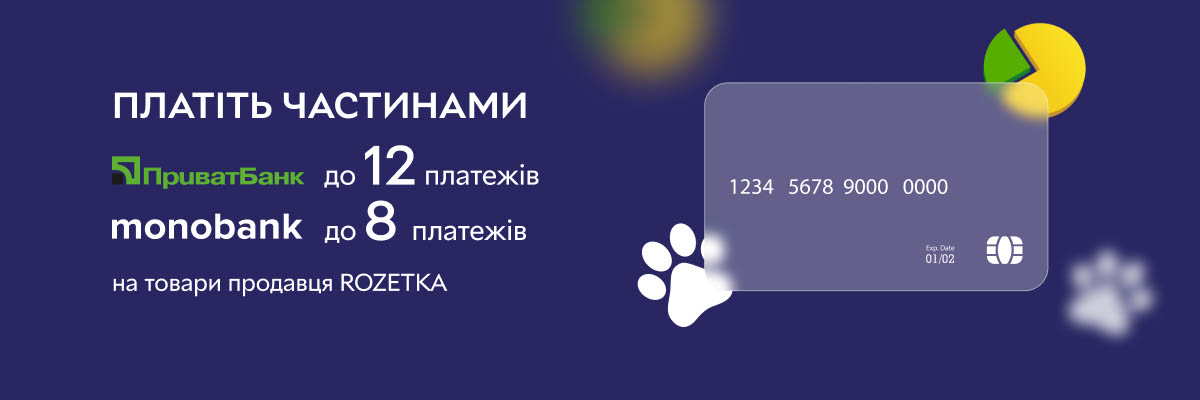 ПЛАТІТЬ ЧАСТИНАМИ
ПриватБанк до 12 платежів
monobank до 8 платежів
на товари продавця ROZETKA
1234 5678 9000 0000
Exp. Date
01/02